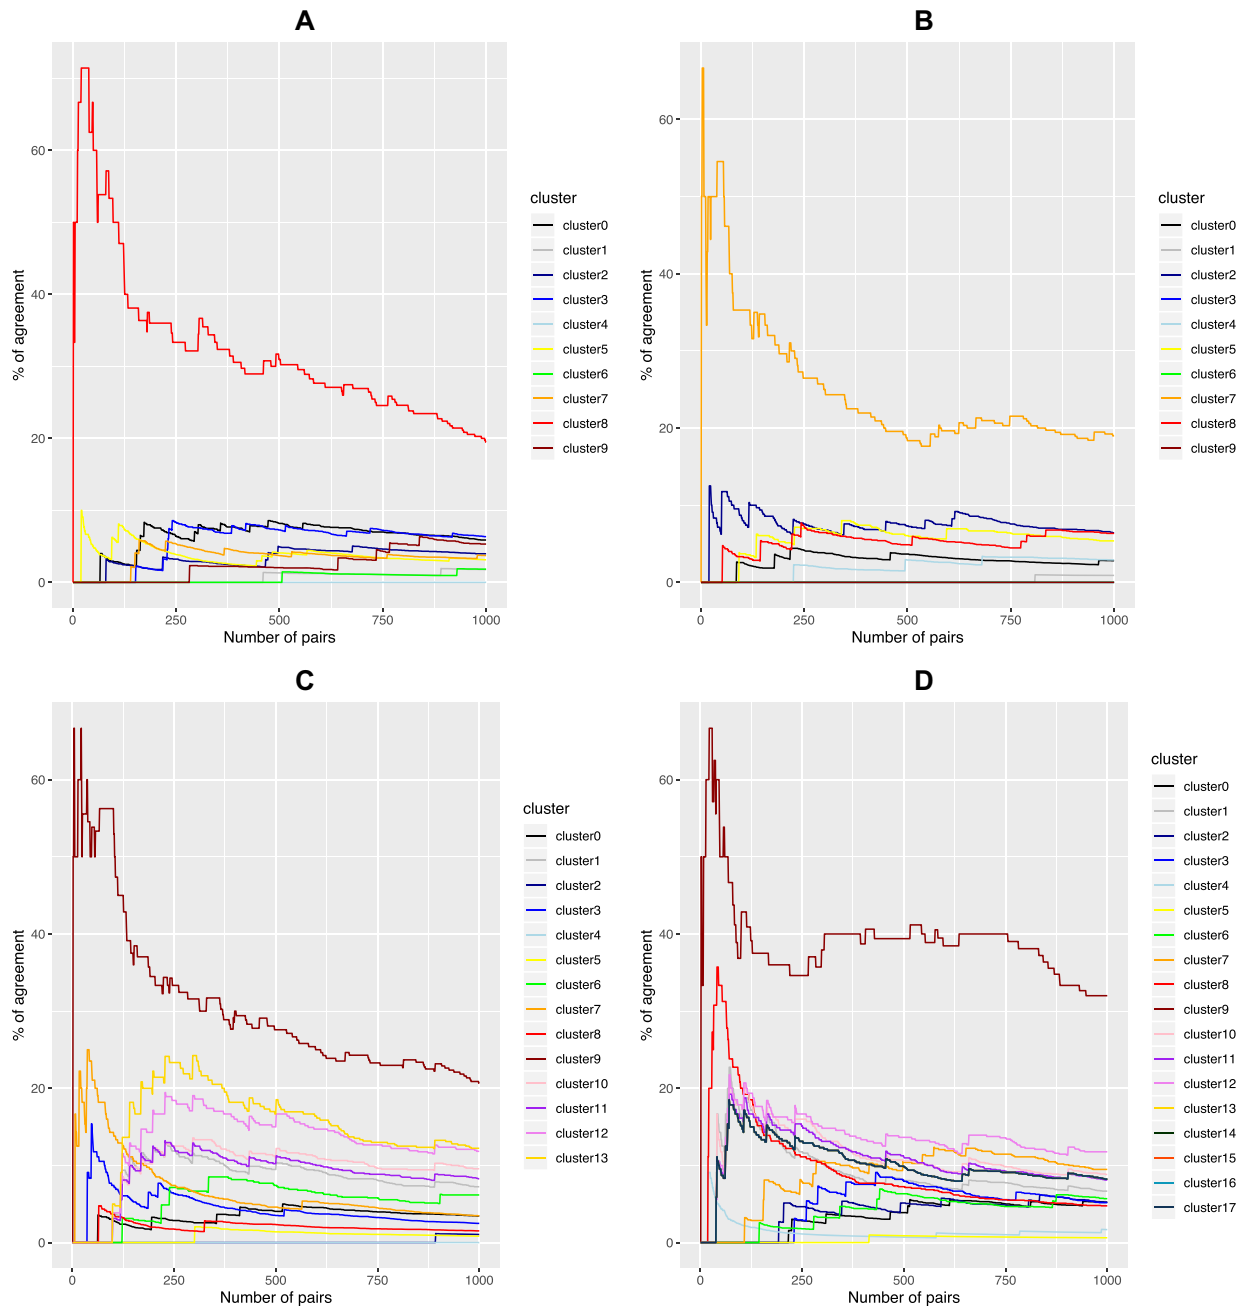 A
60
40
20
0
0
250
500
750
1000
Number of pairs
% of agreement
cluster
cluster0
cluster1
cluster2
cluster3
cluster4
cluster5
cluster6
cluster7
cluster8
cluster9
B
60
40
20
0
0
250
500
750
1000
Number of pairs
% of agreement
cluster
cluster0
cluster1
cluster2
cluster3
cluster4
cluster5
cluster6
cluster7
cluster8
cluster9
C
60
40
20
0
0
250
500
750
1000
Number of pairs
% of agreement
cluster
cluster0
cluster1
cluster2
cluster3
cluster4
cluster5
cluster6
cluster7
cluster8
cluster9
cluster10
cluster11
cluster12
cluster13
D
60
40
20
0
0
250
500
750
1000
Number of pairs
% of agreement
cluster
cluster0
cluster1
cluster2
cluster3
cluster4
cluster5
cluster6
cluster7
cluster8
cluster9
cluster10
cluster11
cluster12
cluster13
cluster14
cluster15
cluster16
cluster17